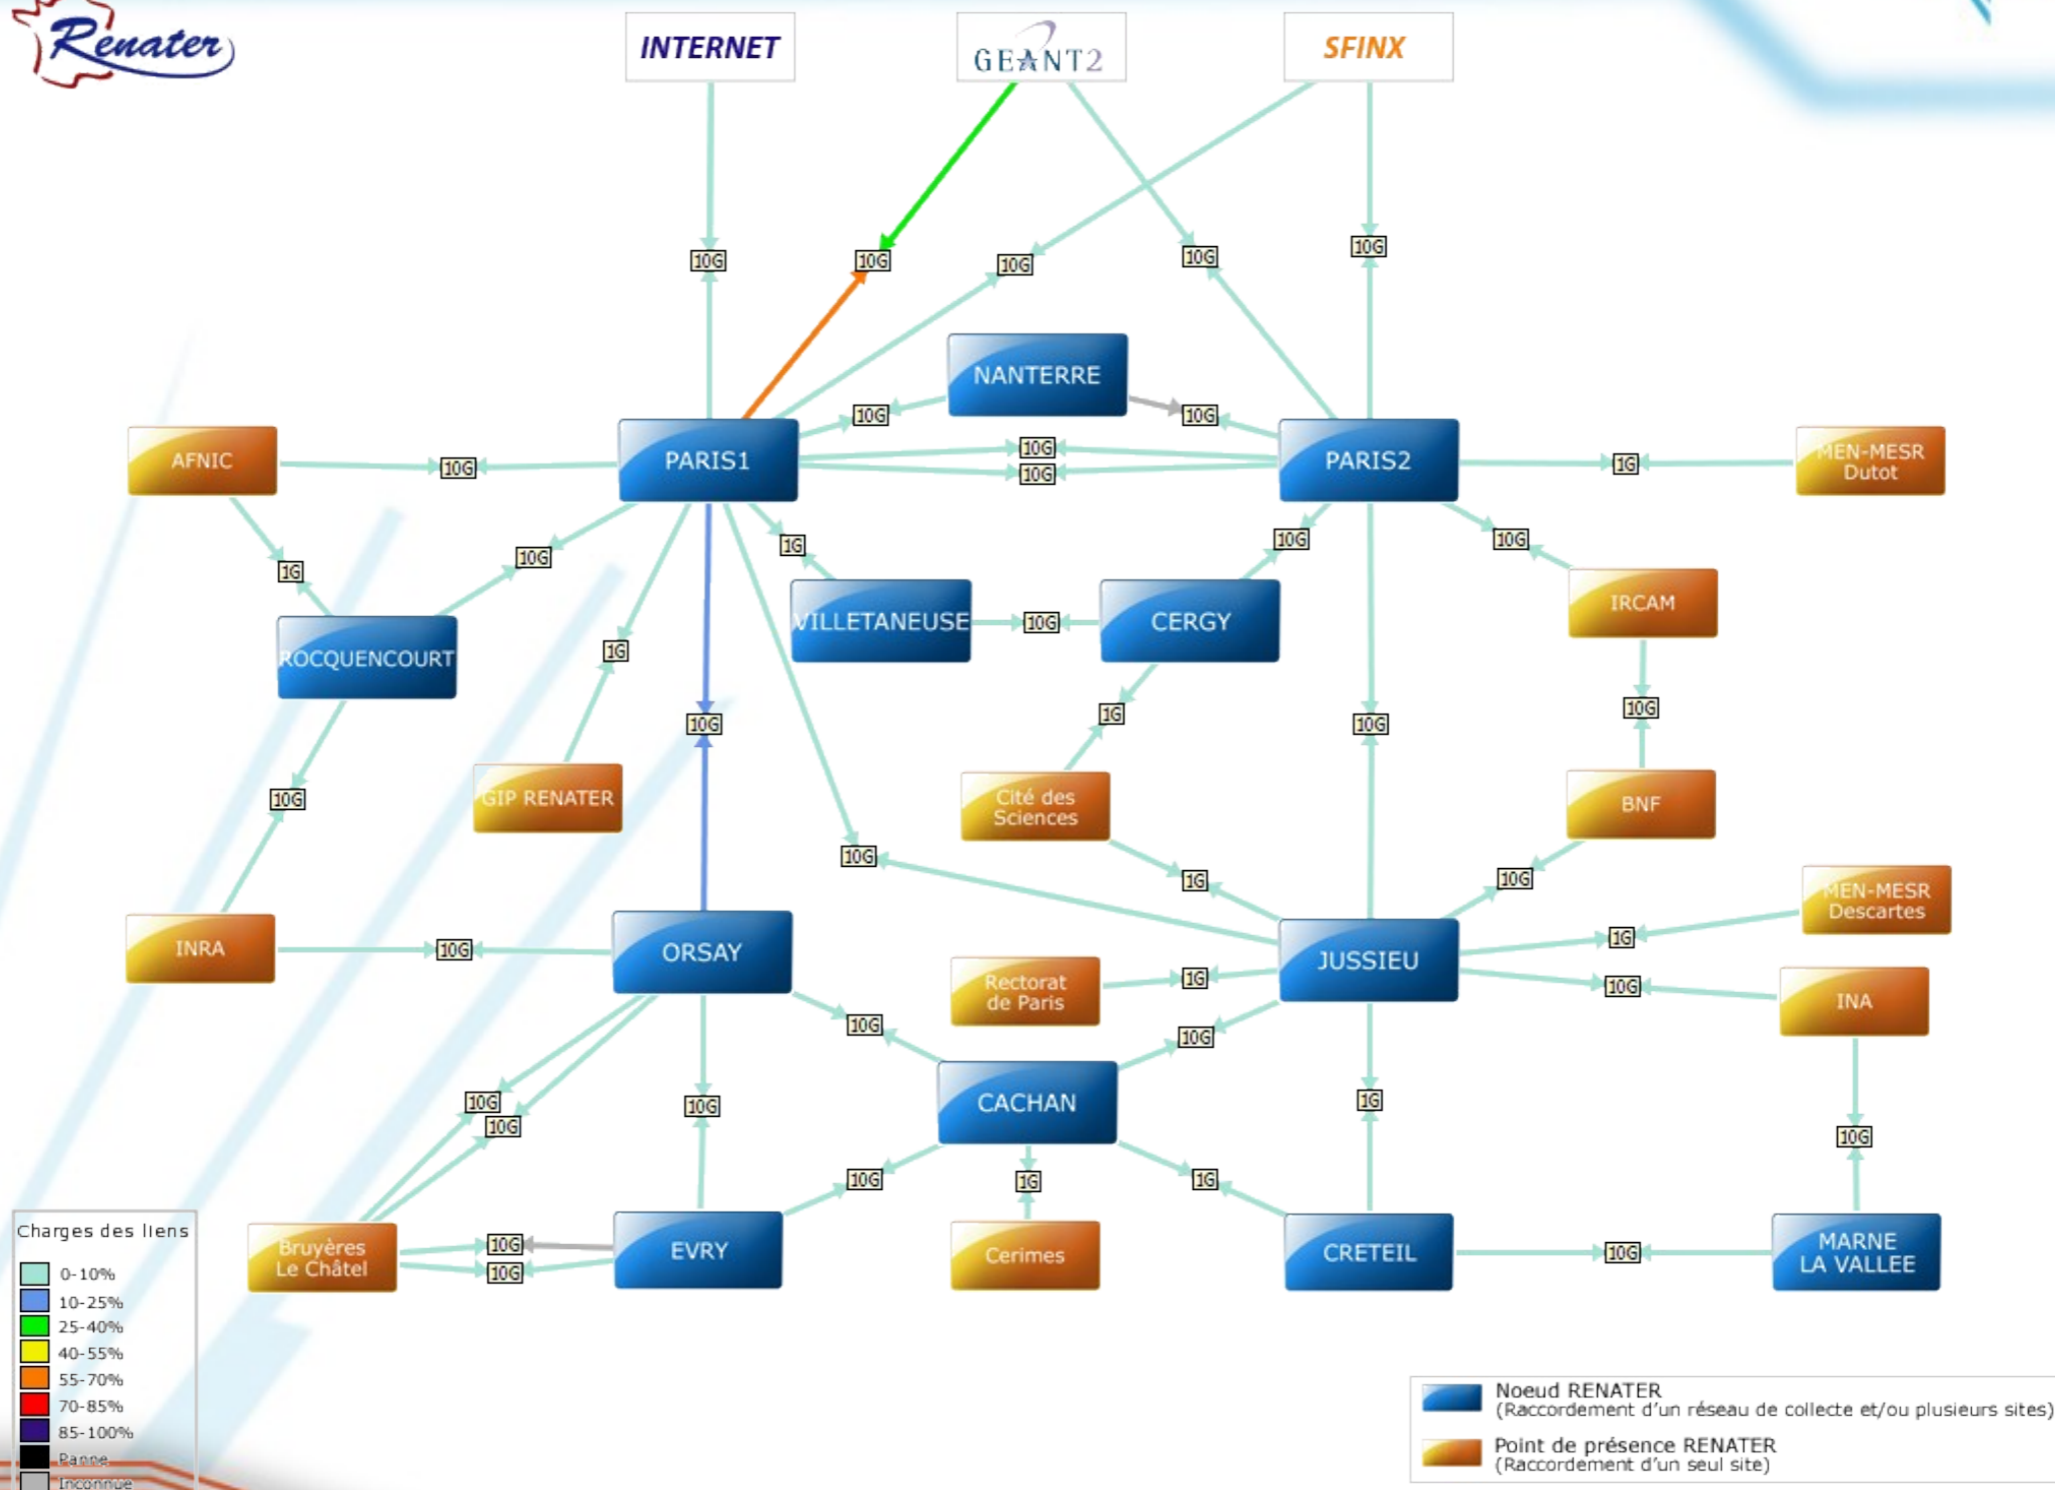 Renater
INTERNET
GEANT2
SFINX
10G
10G
10G
10G
10G
NANTERRE
10G
10G
AFNIC
10G
PARIS1
10G
10G
PARIS2
1G
MEN-MESR
Dutot
10G
1G
10G
10G
1G
ROCQUENCOURT
1G
VILLETANEUSE
10G
CERGY
IRCAM
10G
1G
10G
10G
10G
GIP RENATER
Cité des
Sciences
BNF
10G
1G
10G
MEN-MESR
Descartes
INRA
10G
ORSAY
JUSSIEU
1G
Rectorat
de Paris
1G
10G
INA
10G
10G
10G
10G
10G
CACHAN
1G
10G
10G
1G
1G
Charges des liens
0-10%
10-25%
25-40%
40-55%
55-70%
70-85%
85-100%
Panne
Inconnue
Bruyères
Le Châtel
10G
10G
EVRY
Cerimes
CRETEIL
10G
MARNE
LA VALLEE
Noeud RENATER
(Raccordement d'un réseau de collecte et/ou plusieurs sites)
Point de présence RENATER
(Raccordement d'un seul site)